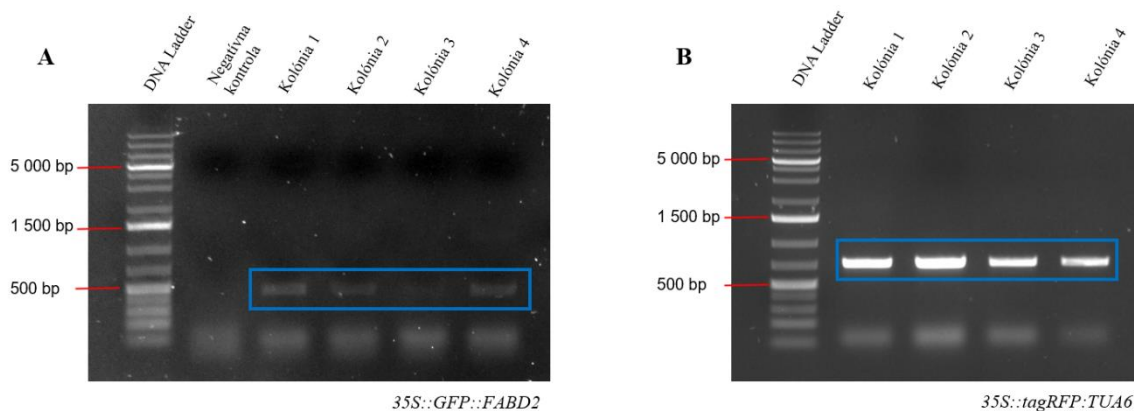 A
DNA Ladder
Negatívna
kontrola
Kolónia 1
Kolónia 2
Kolónia 3
Kolónia 4
5 000 bp
1 500 bp
500 bp
35S::GFP::FABD2
B
DNA Ladder
Kolónia 1
Kolónia 2
Kolónia 3
Kolónia 4
5 000 bp
1 500 bp
500 bp
35S::tagRFP:TUA6